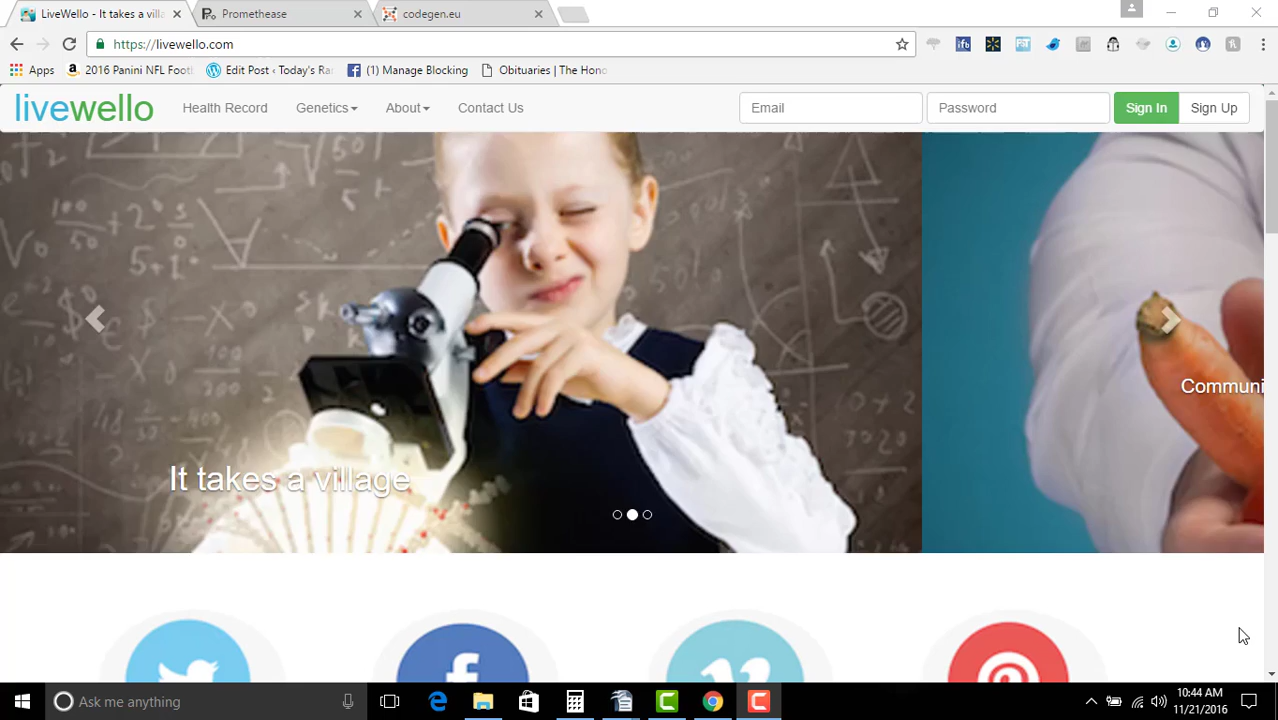 LiveWello - It takes a villa
Promethease
codegen.eu
https://livewello.com
Apps
2016 Panini NFL Foot
Edit Post ‹ Today's Ra
(1) Manage Blocking
Obituaries | The Hono
livewello
Health Record
Genetics
About
Contact Us
Email
Password
Sign In
Sign Up
It takes a village
Communi
Ask me anything
10:44 AM
11/21/2016